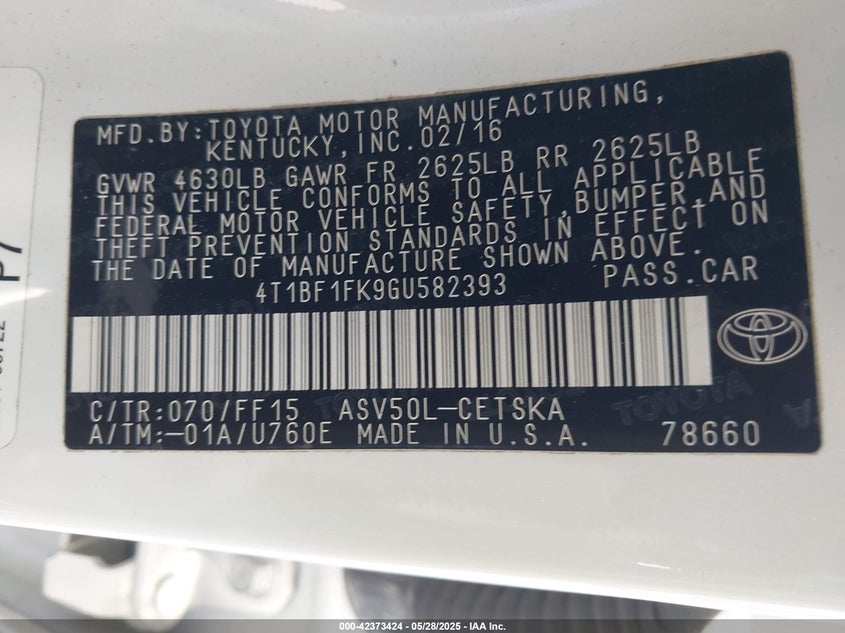 MFD.BY:TOYOTA MOTOR MANUFACTURING,
KENTUCKY,INC.02/16
GVWR 4630LB GAWR FR 2625LB RR 2625LB
THIS VEHICLE CONFORMS TO ALL APPLICABLE
FEDERAL MOTOR VEHICLE SAFETY,BUMPER,AND
THEFT PREVENTION STANDARDS IN EFFECT ON
THE DATE OF MANUFACTURE SHOWN ABOVE.
4T1BF1FK9GU582393 PASS.CAR
C/TR:070/FF15 ASV50L-CETSKA
A/TM:-01A/U760E MADE IN U.S.A. 78660
TOYOTA
P7
000-42373424 | 05/28/2025 | IAA Inc.